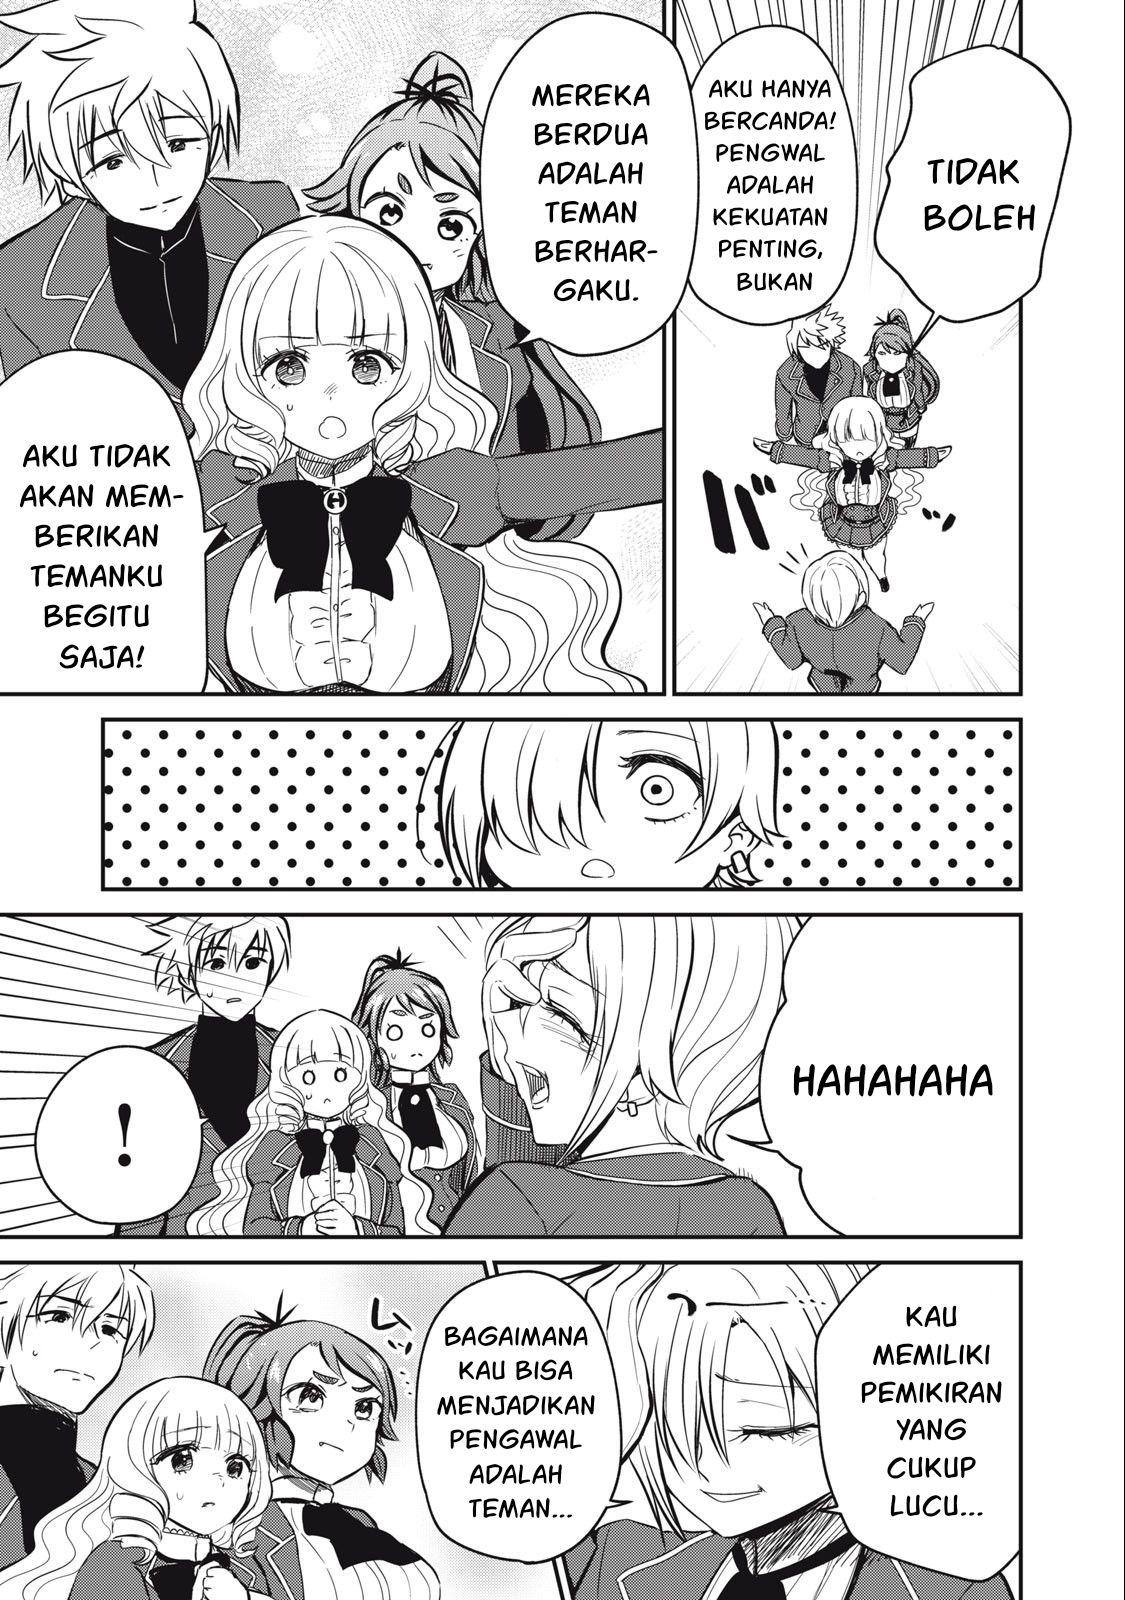 TIDAK
BOLEH
AKU HANYA
BERCANDA!
PENGWAL
ADALAH
KEKUATAN
PENTING,
BUKAN
MEREKA
BERDUA
ADALAH
TEMAN
BERHAR-
GAKU.
AKU TIDAK
AKAN MEM-
BERIKAN
TEMANKU
BEGITU
SAJA!
バッ
H
HAHAHAHA
!
KAU
MEMILIKI
PEMIKIRAN
YANG
CUKUP
LUCU...
BAGAIMANA
KAU BISA
MENJADIKAN
PENGAWAL
ADALAH
TEMAN...